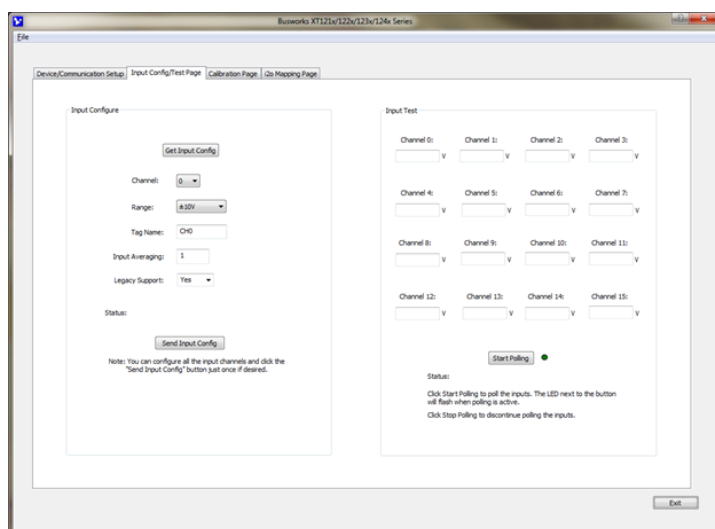 Busworks XT121x/122x/123x/124x Series
File
Device/Communication Setup
Input Config/Test Page
Calibration Page
i2o Mapping Page
Input Configure
Get Input Config
Channel: 0
Range: ±10V
Tag Name: CH0
Input Averaging: 1
Legacy Support: Yes
Status:
Send Input Config
Note: You can configure all the input channels and click the
"Send Input Config" button just once if desired.
Input Test
Channel 0: Channel 1: Channel 2: Channel 3:
V V V V
Channel 4: Channel 5: Channel 6: Channel 7:
V V V V
Channel 8: Channel 9: Channel 10: Channel 11:
V V V V
Channel 12: Channel 13: Channel 14: Channel 15:
V V V V
Start Polling
Status:
Click Start Polling to poll the inputs. The LED next to the button
will flash when polling is active.
Click Stop Polling to discontinue polling the inputs.
Exit